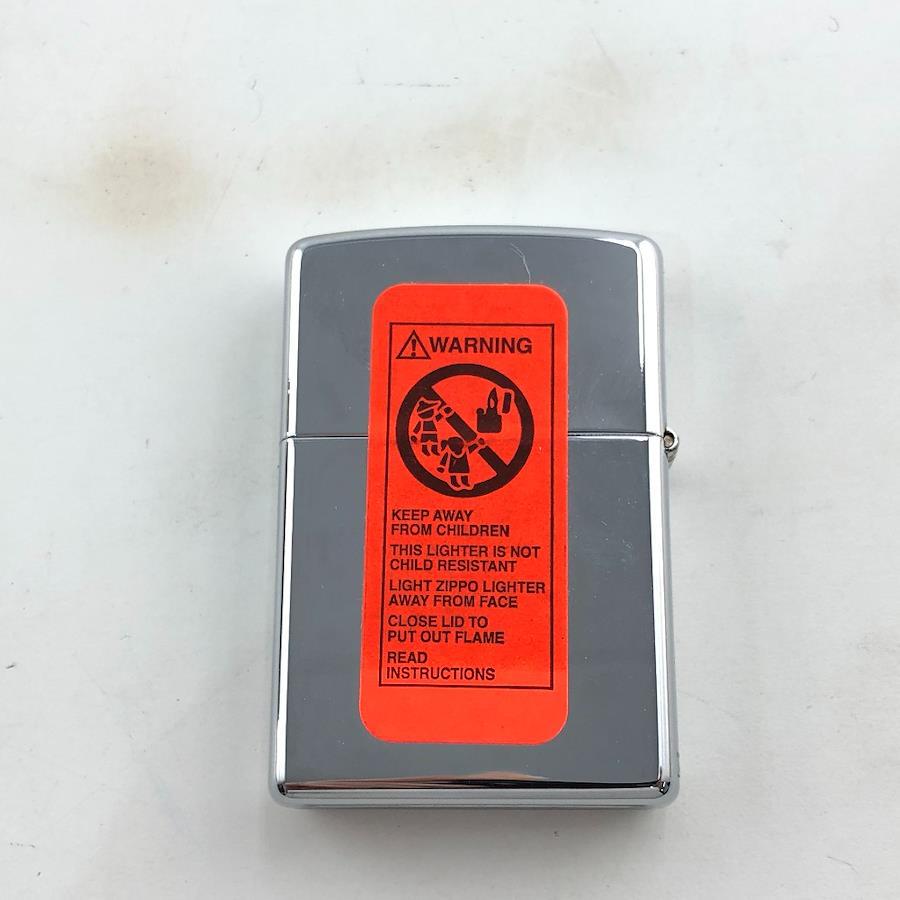 WARNING
KEEP AWAY
FROM CHILDREN
THIS LIGHTER IS NOT
CHILD RESISTANT
LIGHT ZIPPO LIGHTER
AWAY FROM FACE
CLOSE LID TO
PUT OUT FLAME
READ
INSTRUCTIONS